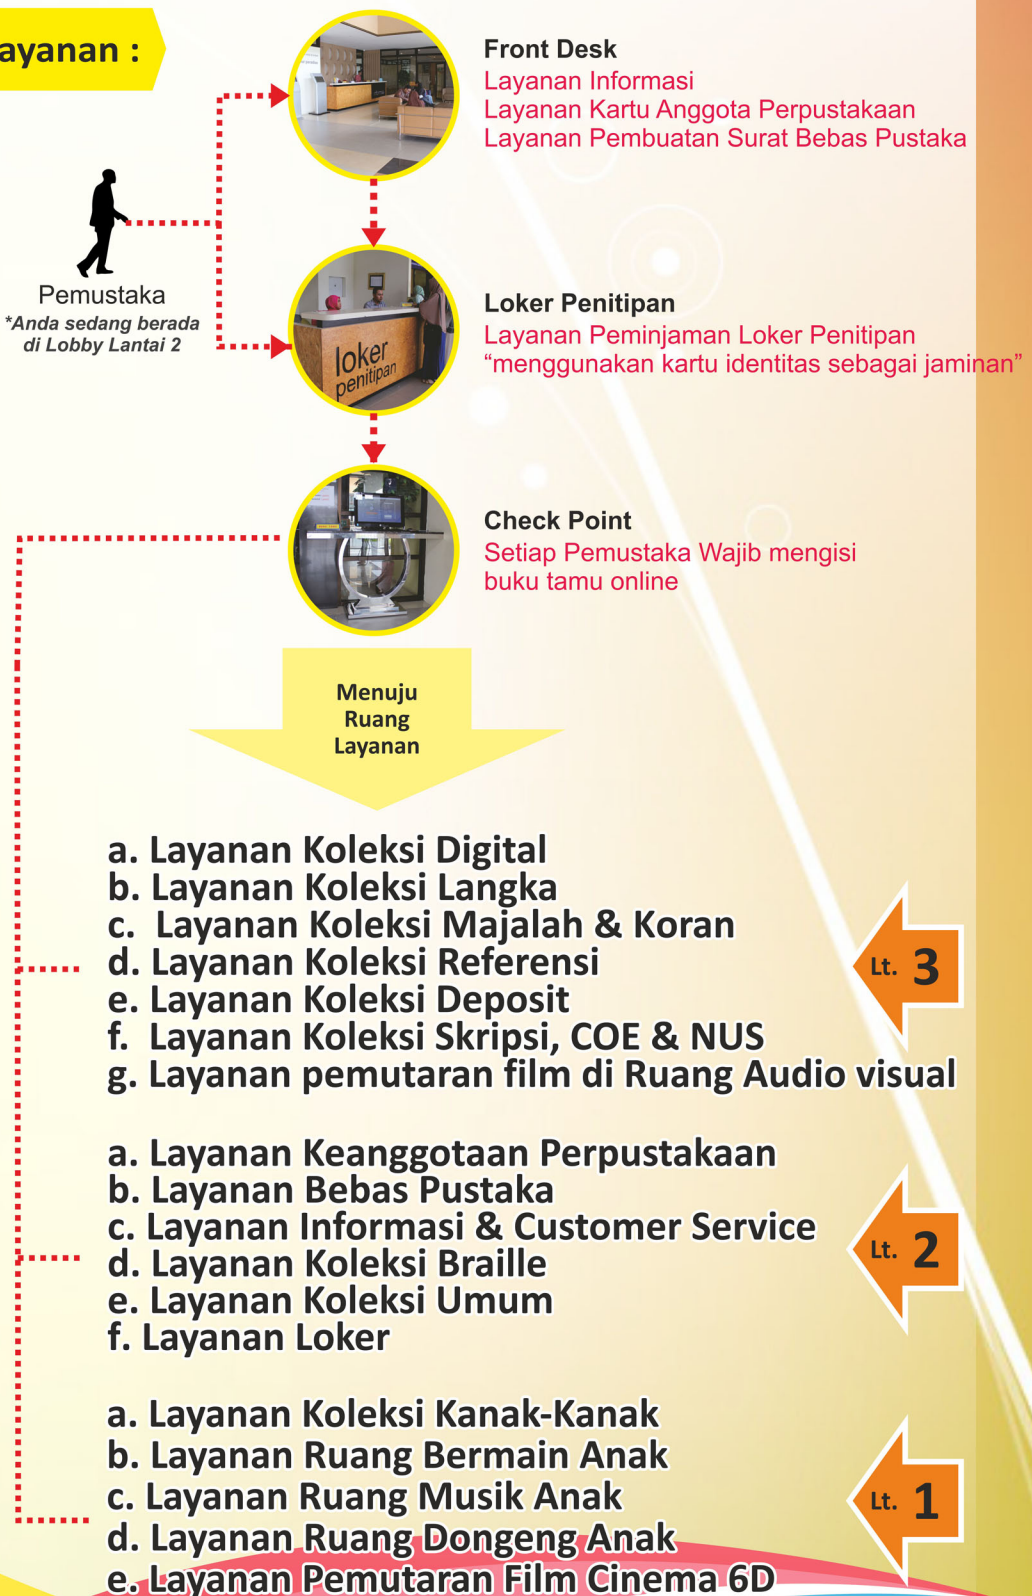 ayanan :
Front Desk
Layanan Informasi
Layanan Kartu Anggota Perpustakaan
Layanan Pembuatan Surat Bebas Pustaka
Pemustaka
*Anda sedang berada
di Lobby Lantai 2
loker
penitipan
Loker Penitipan
Layanan Peminjaman Loker Penitipan
“menggunakan kartu identitas sebagai jaminan”
Check Point
Setiap Pemustaka Wajib mengisi
buku tamu online
Menuju
Ruang
Layanan
a. Layanan Koleksi Digital
b. Layanan Koleksi Langka
c. Layanan Koleksi Majalah & Koran
d. Layanan Koleksi Referensi
e. Layanan Koleksi Deposit
f. Layanan Koleksi Skripsi, COE & NUS
g. Layanan pemutaran film di Ruang Audio visual
Lt. 3
a. Layanan Keanggotaan Perpustakaan
b. Layanan Bebas Pustaka
c. Layanan Informasi & Customer Service
d. Layanan Koleksi Braille
e. Layanan Koleksi Umum
f. Layanan Loker
Lt. 2
a. Layanan Koleksi Kanak-Kanak
b. Layanan Ruang Bermain Anak
c. Layanan Ruang Musik Anak
d. Layanan Ruang Dongeng Anak
e. Layanan Pemutaran Film Cinema 6D
Lt. 1